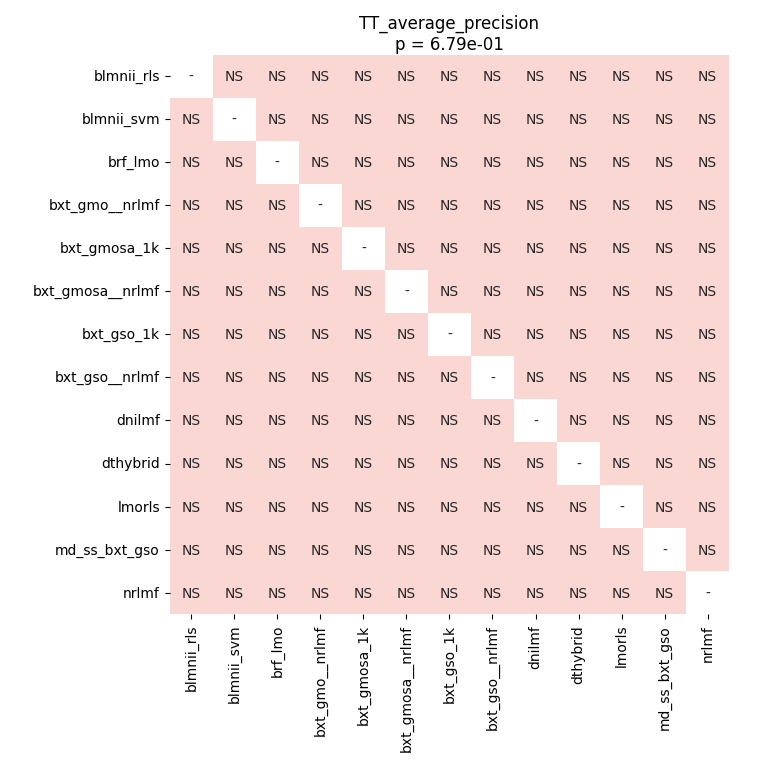 TT_average_precision
p = 6.79e-01
blmnii_rls - NS NS NS NS NS NS NS NS NS NS NS NS
blmnii_svm NS - NS NS NS NS NS NS NS NS NS NS NS
brf_lmo NS NS - NS NS NS NS NS NS NS NS NS NS
bxt_gmo__nrlmf NS NS NS - NS NS NS NS NS NS NS NS NS
bxt_gmosa_1k NS NS NS NS - NS NS NS NS NS NS NS NS
bxt_gmosa__nrlmf NS NS NS NS NS - NS NS NS NS NS NS NS
bxt_gso_1k NS NS NS NS NS NS - NS NS NS NS NS NS
bxt_gso__nrlmf NS NS NS NS NS NS NS - NS NS NS NS NS
dnilmf NS NS NS NS NS NS NS NS - NS NS NS NS
dthybrid NS NS NS NS NS NS NS NS NS - NS NS NS
lmorls NS NS NS NS NS NS NS NS NS NS - NS NS
md_ss_bxt_gso NS NS NS NS NS NS NS NS NS NS NS - NS
nrlmf NS NS NS NS NS NS NS NS NS NS NS NS -
blmnii_rls
blmnii_svm
brf_lmo
bxt_gmo__nrlmf
bxt_gmosa_1k
bxt_gmosa__nrlmf
bxt_gso_1k
bxt_gso__nrlmf
dnilmf
dthybrid
lmorls
md_ss_bxt_gso
nrlmf